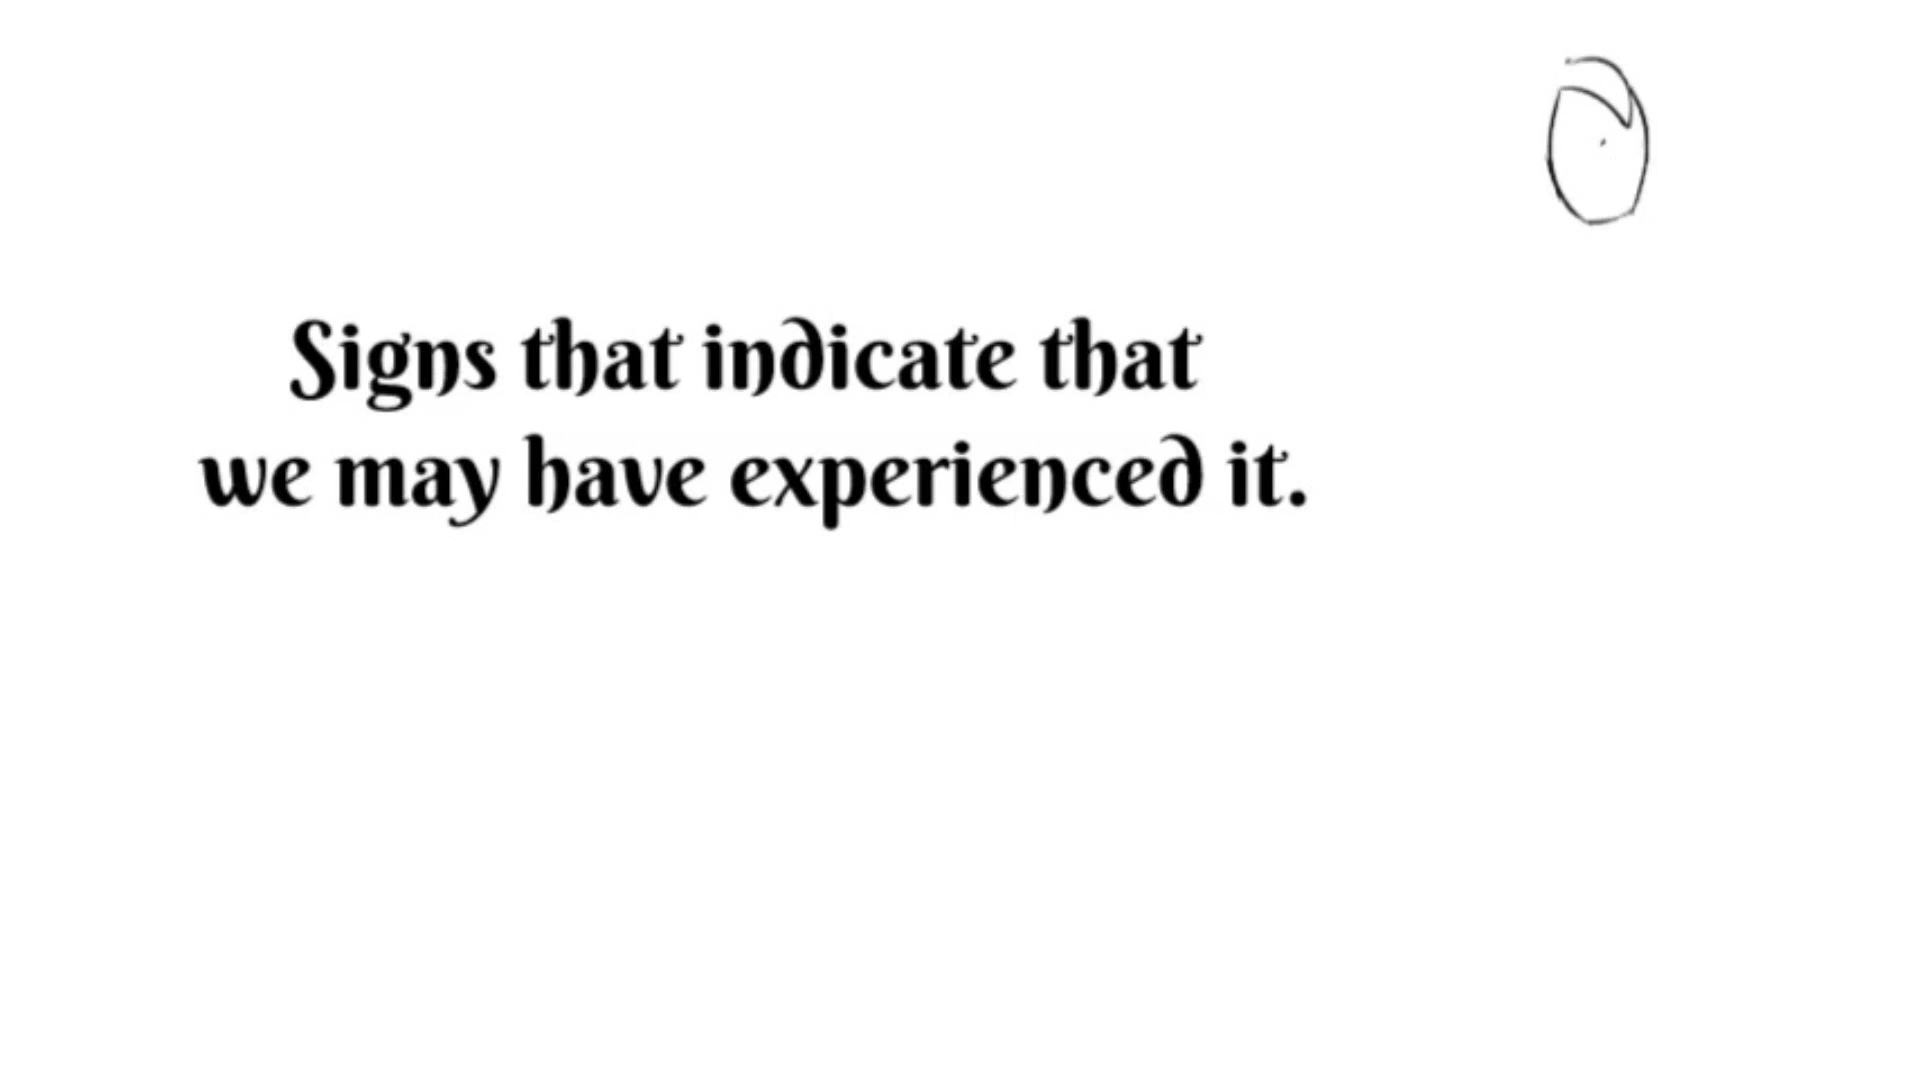 Signs that indicate that
we may have experienced it.